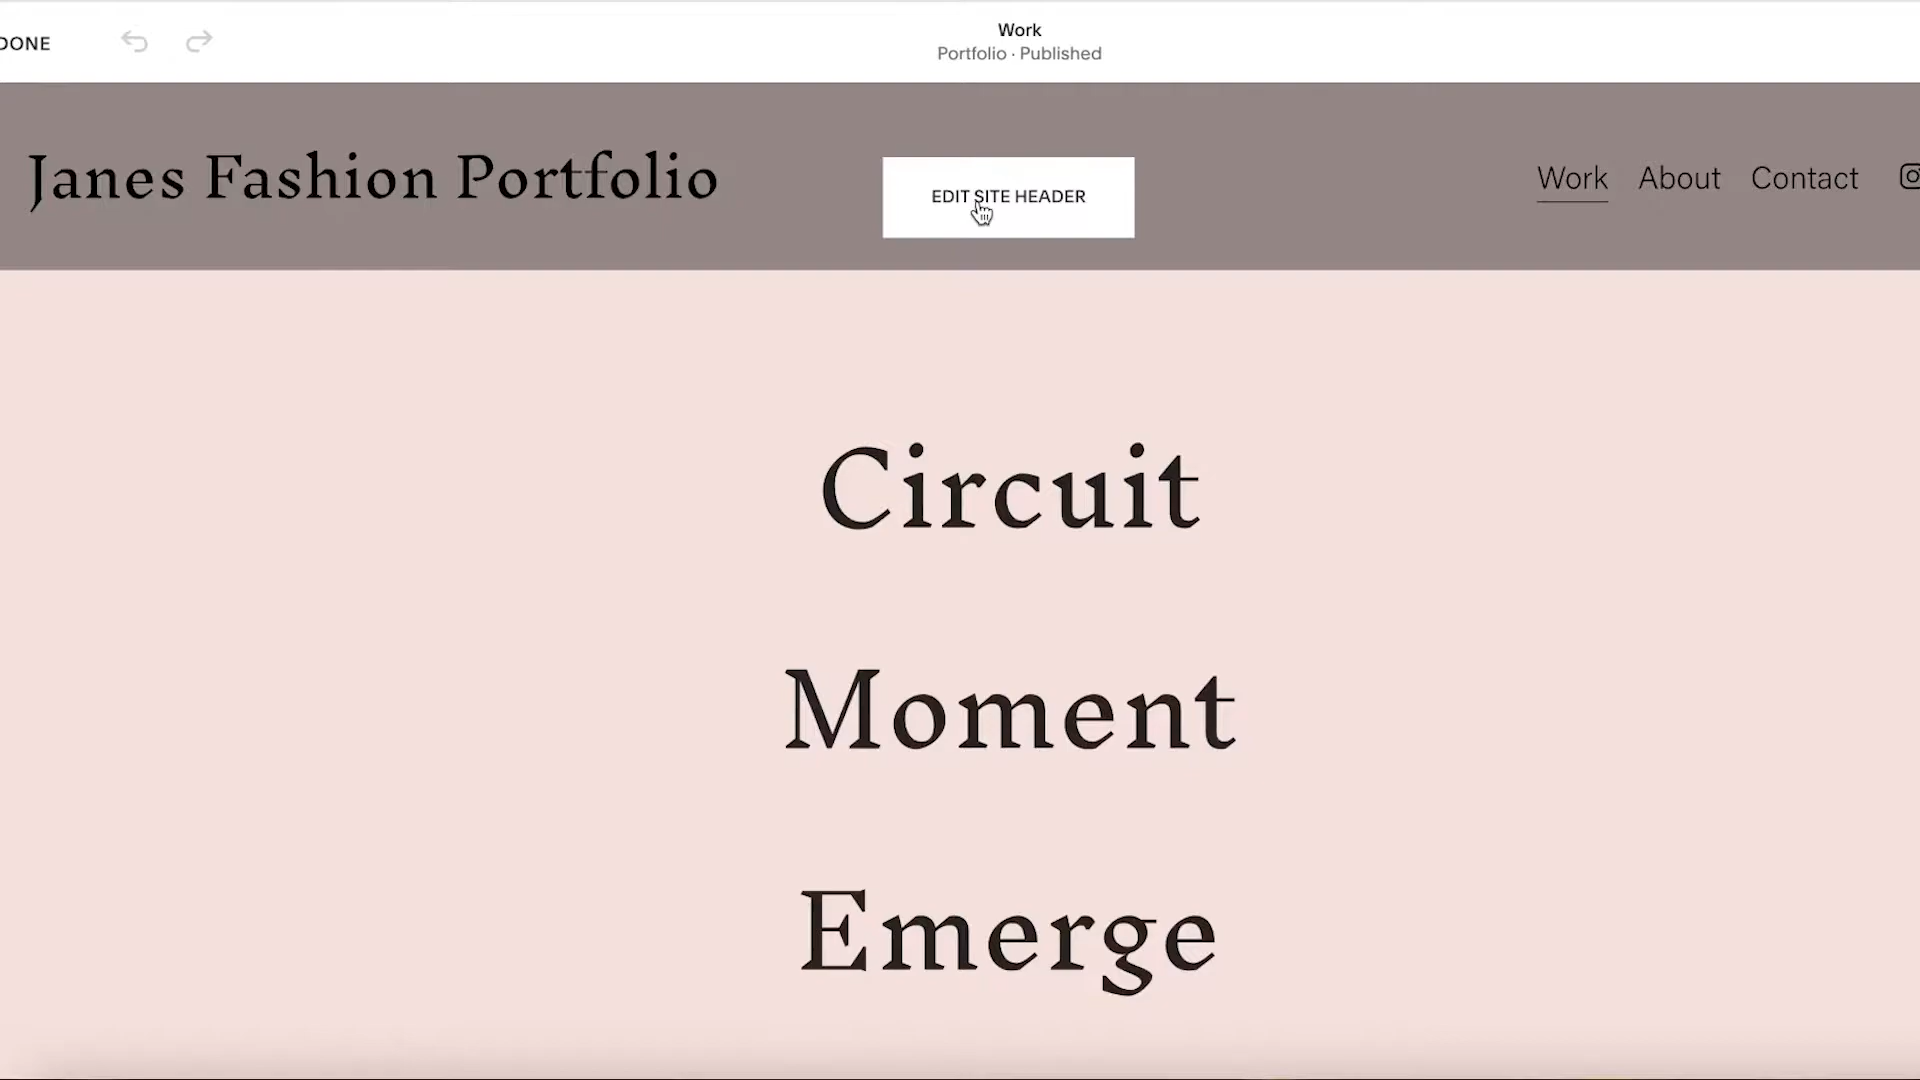 DONE
Work
Portfolio · Published
Janes Fashion Portfolio
EDIT SITE HEADER
Work About Contact
Circuit
Moment
Emerge